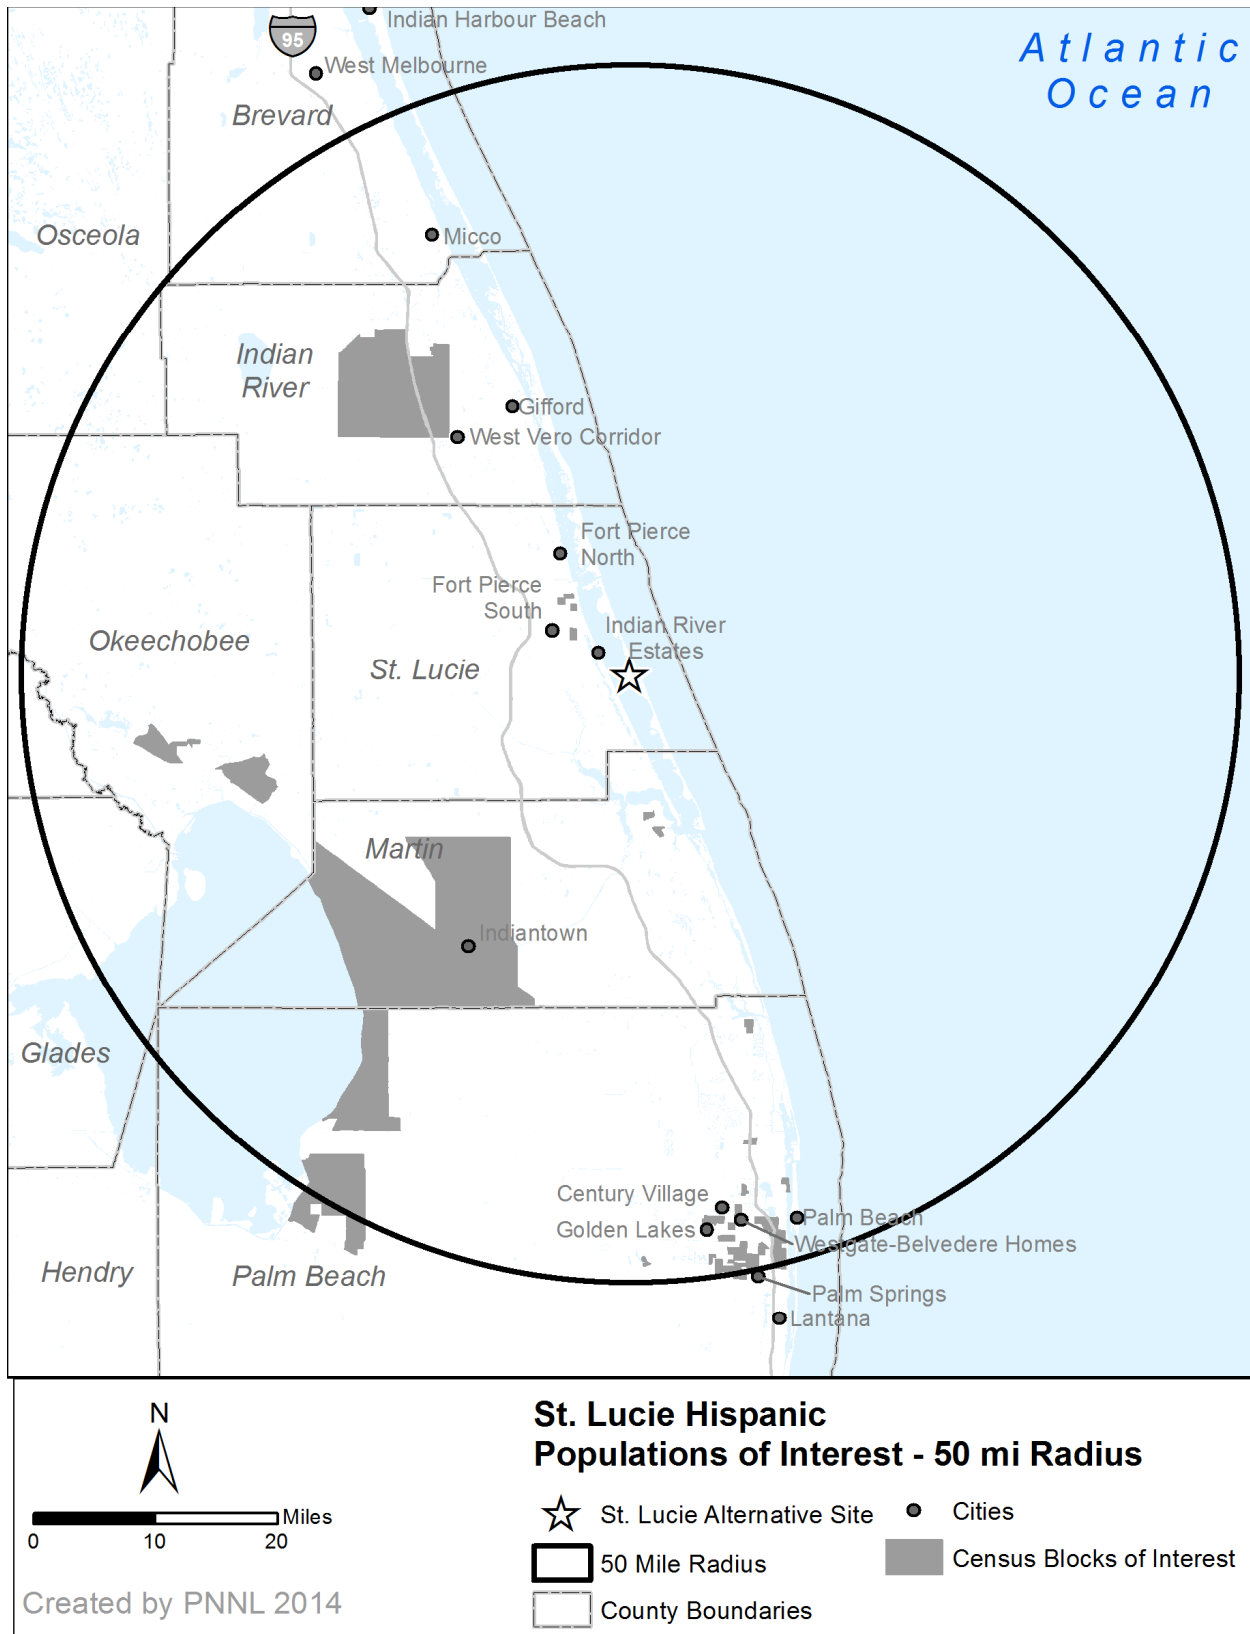 Indian Harbour Beach
95
West Melbourne
Atlantic
Ocean
Brevard
Osceola
Micco
Indian
River
Gifford
West Vero Corridor
Fort Pierce
North
Fort Pierce
South
Indian River
Estates
Okeechobee
St. Lucie
Martin
Indiantown
Glades
Century Village
Palm Beach
Golden Lakes
Westgate-Belvedere Homes
Hendry
Palm Beach
Palm Springs
Lantana
N
Miles
0 10 20
Created by PNNL 2014
St. Lucie Hispanic
Populations of Interest - 50 mi Radius
St. Lucie Alternative Site
Cities
50 Mile Radius
Census Blocks of Interest
County Boundaries